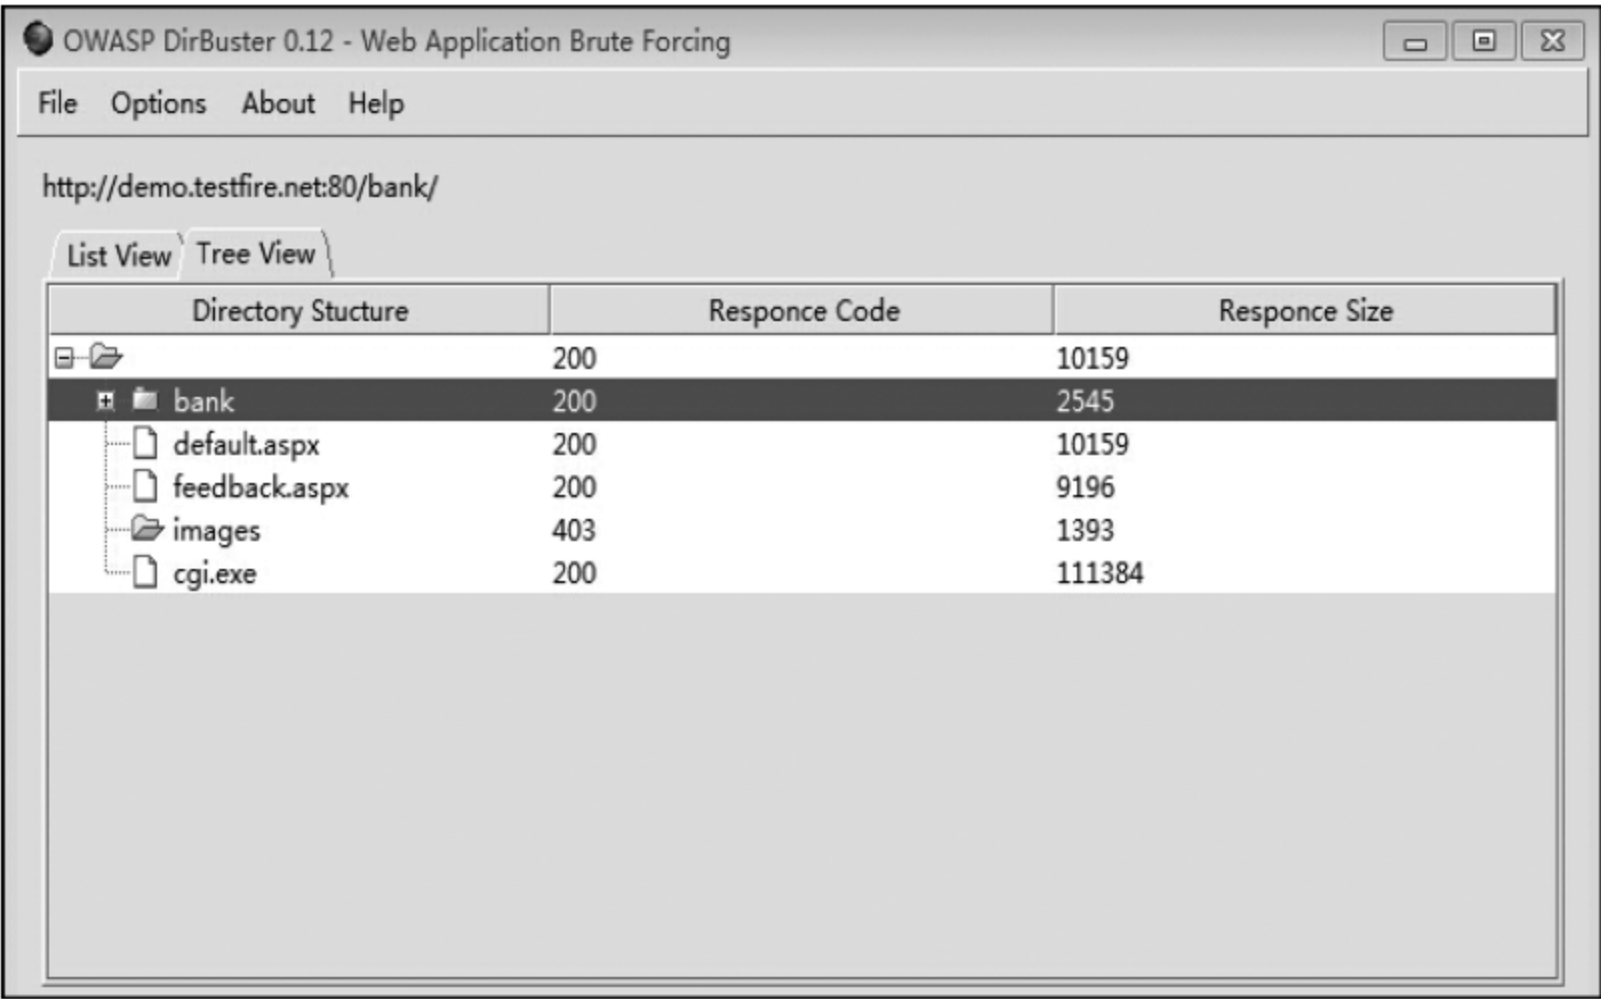 OWASP DirBuster 0.12 - Web Application Brute Forcing
File Options About Help
http://demo.testfire.net:80/bank/
List View Tree View
Directory Stucture Responce Code Responce Size
200 10159
bank 200 2545
default.aspx 200 10159
feedback.aspx 200 9196
images 403 1393
cgi.exe 200 111384